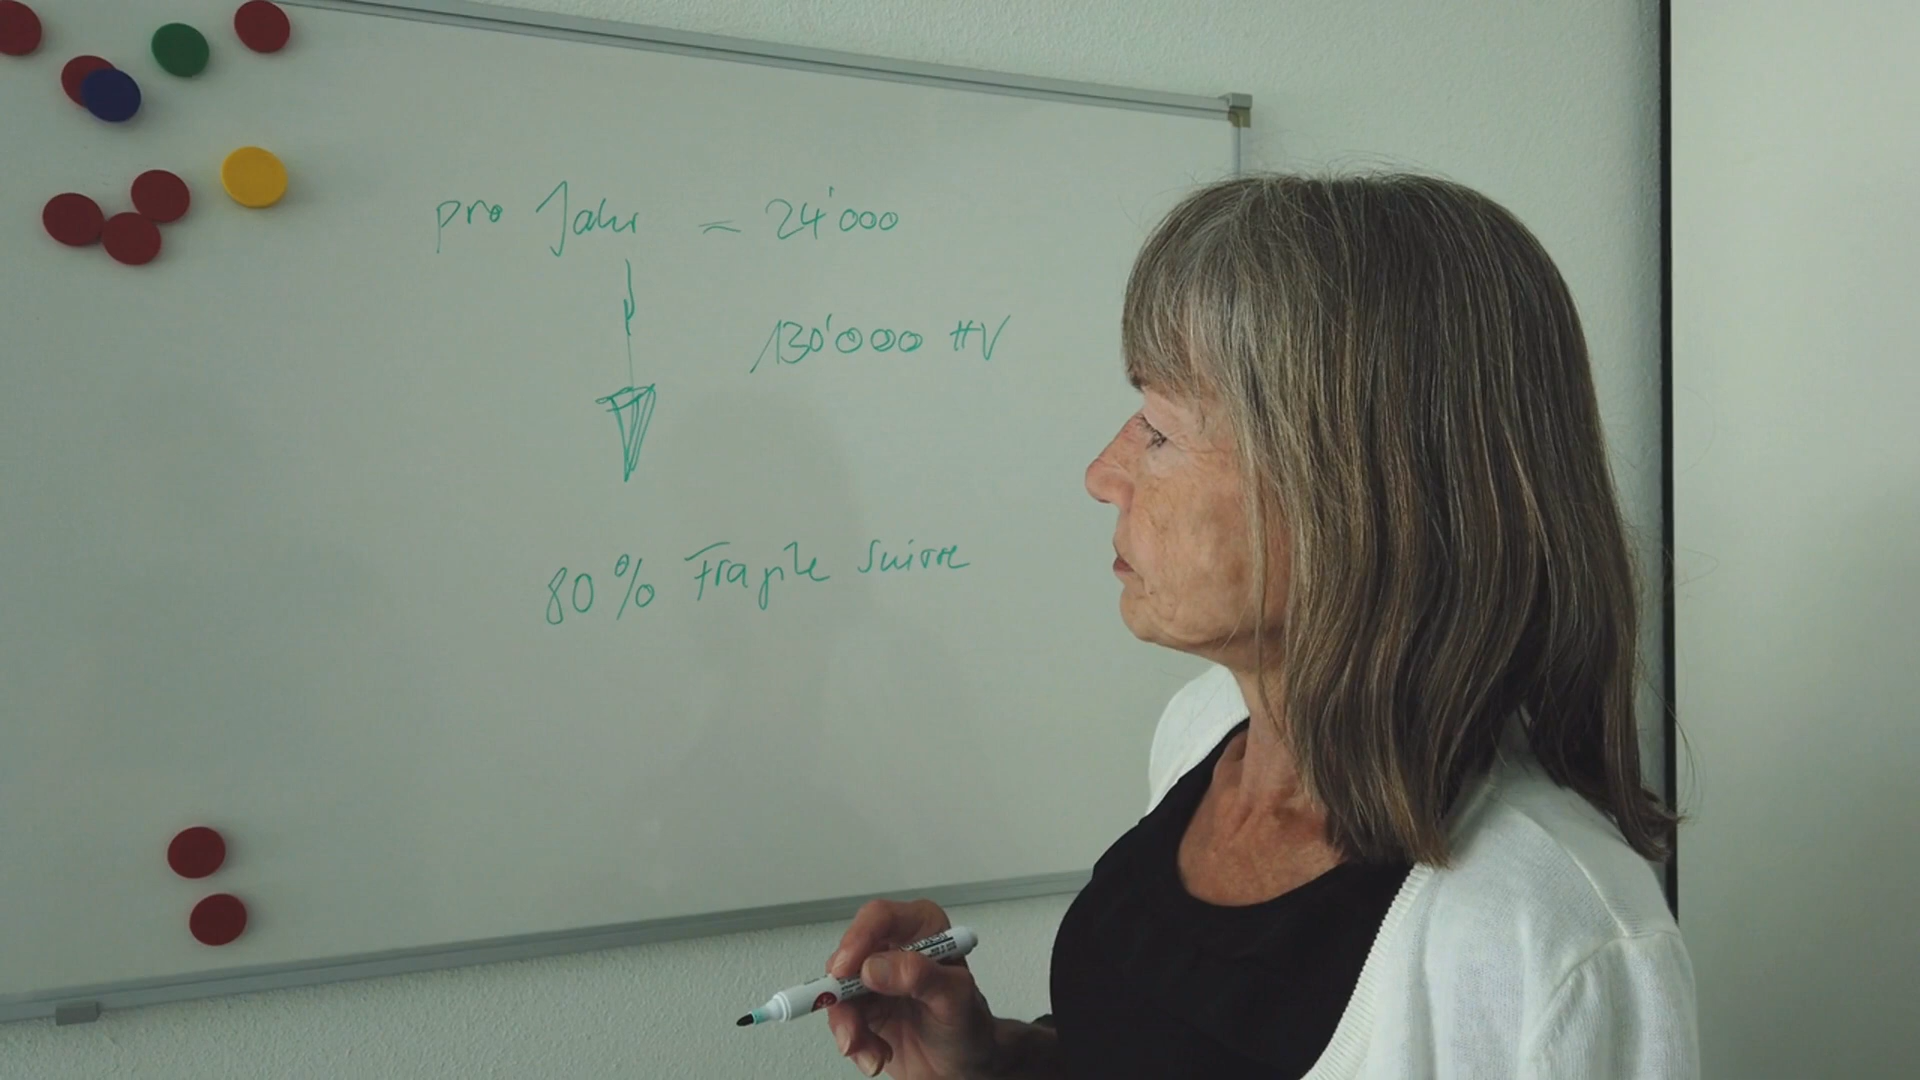 pro Jahr = 24'000
130'000 HV
80% Fragile Suisse